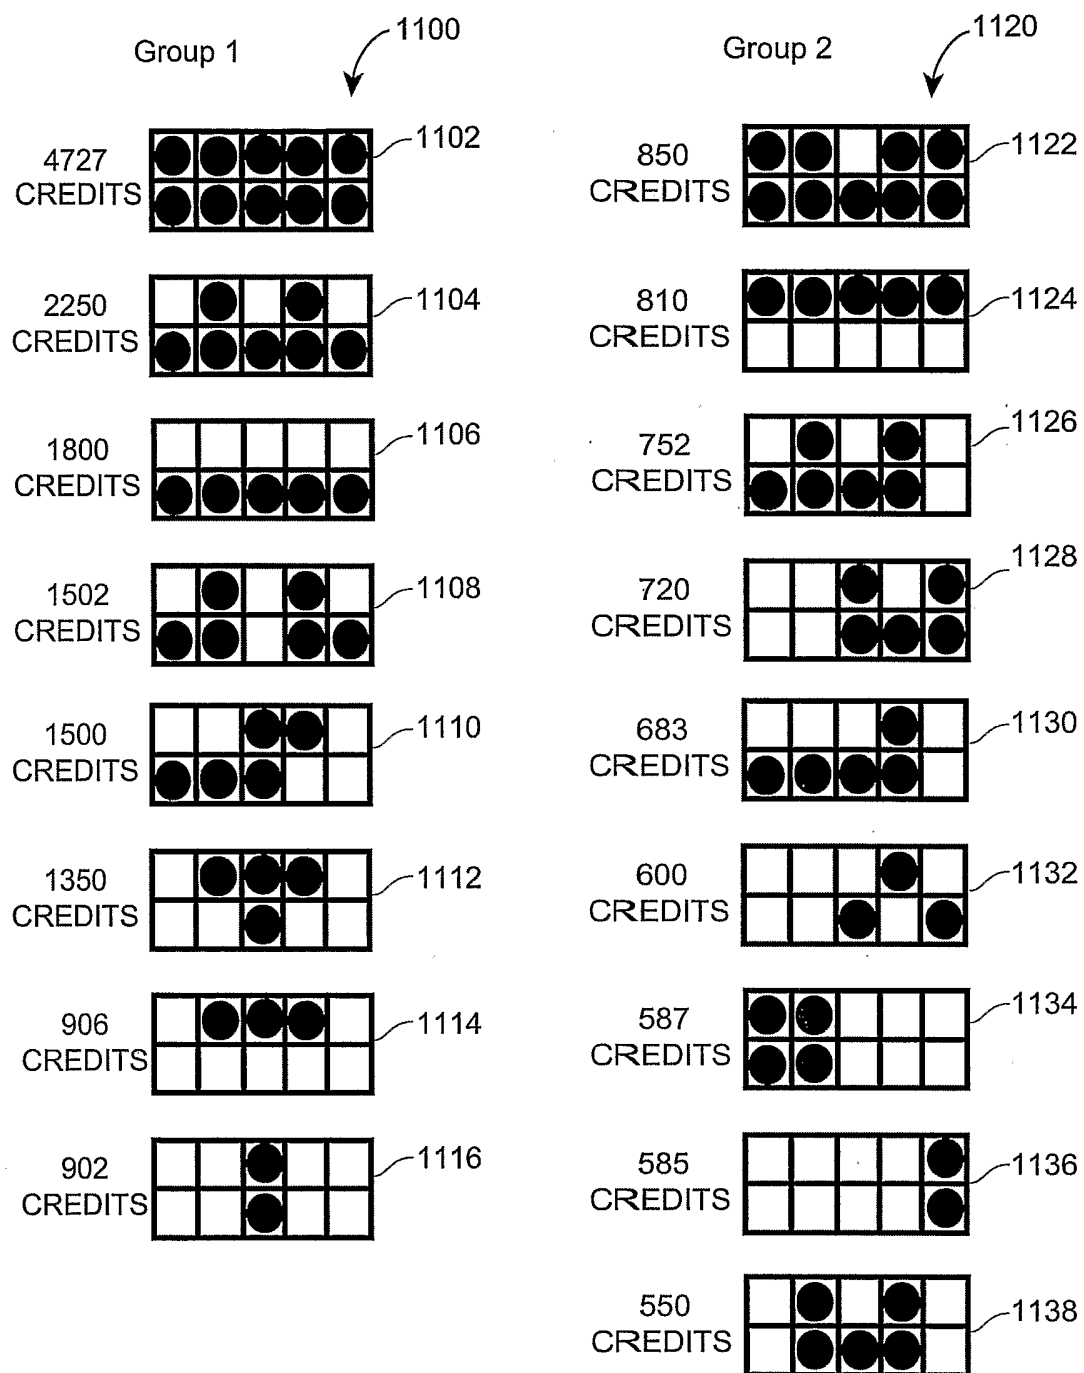 Group 1
1100
4727
CREDITS
1102
2250
CREDITS
1104
1800
CREDITS
1106
1502
CREDITS
1108
1500
CREDITS
1110
1350
CREDITS
1112
906
CREDITS
1114
902
CREDITS
1116
Group 2
1120
850
CREDITS
1122
810
CREDITS
1124
752
CREDITS
1126
720
CREDITS
1128
683
CREDITS
1130
600
CREDITS
1132
587
CREDITS
1134
585
CREDITS
1136
550
CREDITS
1138